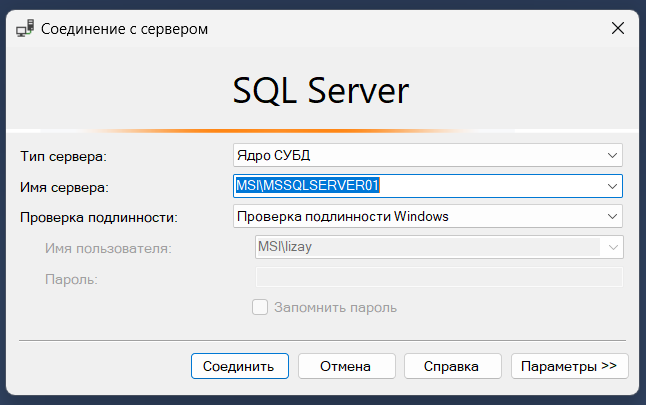 Соединение с сервером
SQL Server
Тип сервера: Ядро СУБД
Имя сервера: MSI\MSSQLSERVER01
Проверка подлинности: Проверка подлинности Windows
Имя пользователя: MSI\lizay
Пароль:
Запомнить пароль
Соединить Отмена Справка Параметры >>